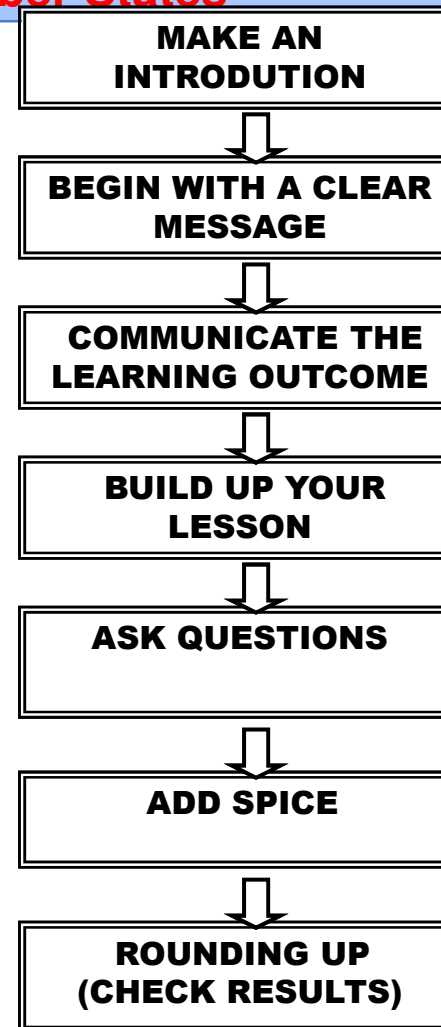 States
MAKE AN
INTRODUTION
BEGIN WITH A CLEAR
MESSAGE
COMMUNICATE THE
LEARNING OUTCOME
BUILD UP YOUR
LESSON
ASK QUESTIONS
ADD SPICE
ROUNDING UP
(CHECK RESULTS)